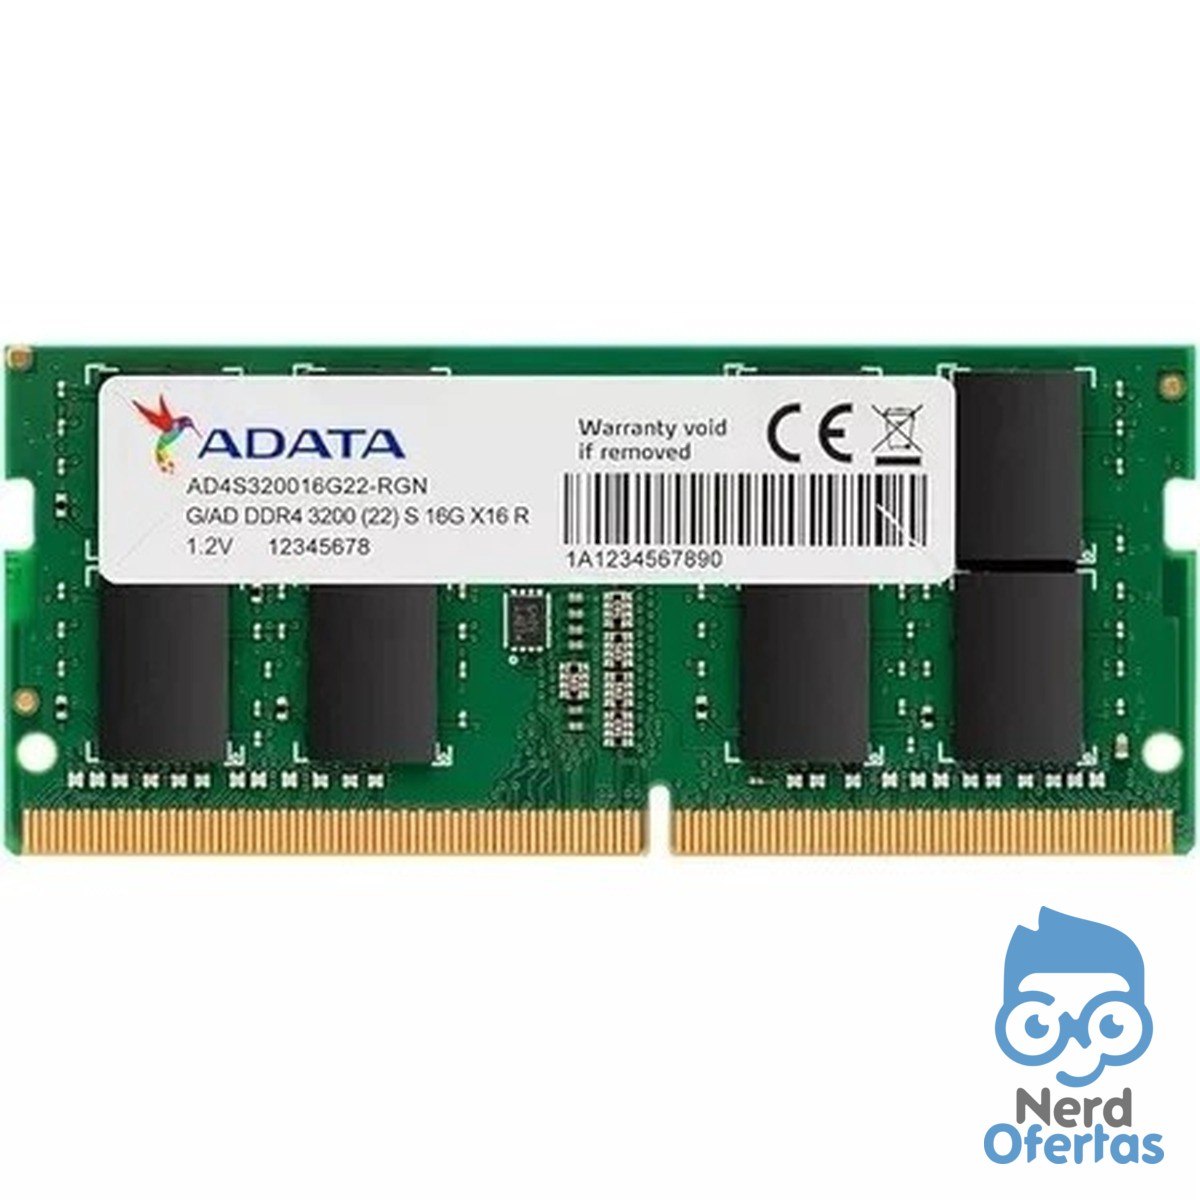 ADATA
AD4S320016G22-RGN
G/AD DDR4 3200 (22) S 16G X16 R
1.2V 12345678
Warranty void
if removed
CE
1A1234567890
Nerd
Ofertas